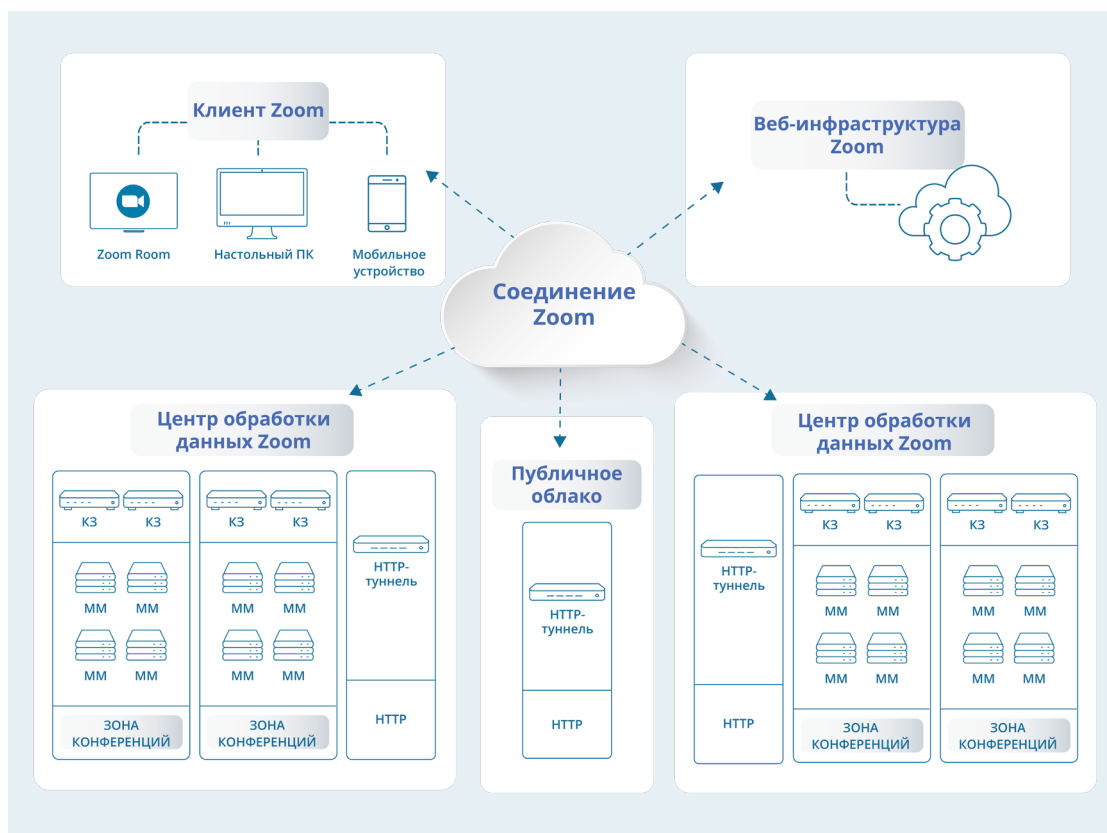 Клиент Zoom
Zoom Room
Настольный ПК
Мобильное
устройство
Веб-инфраструктура
Zoom
Соединение
Zoom
Центр обработки
данных Zoom
КЗ
КЗ
ММ
ММ
ММ
ММ
ЗОНА
КОНФЕРЕНЦИЙ
КЗ
КЗ
ММ
ММ
ММ
ММ
ЗОНА
КОНФЕРЕНЦИЙ
HTTP-
туннель
HTTP
Публичное
облако
HTTP-
туннель
HTTP
Центр обработки
данных Zoom
HTTP-
туннель
HTTP
КЗ
КЗ
ММ
ММ
ММ
ММ
ЗОНА
КОНФЕРЕНЦИЙ
КЗ
КЗ
ММ
ММ
ММ
ММ
ЗОНА
КОНФЕРЕНЦИЙ